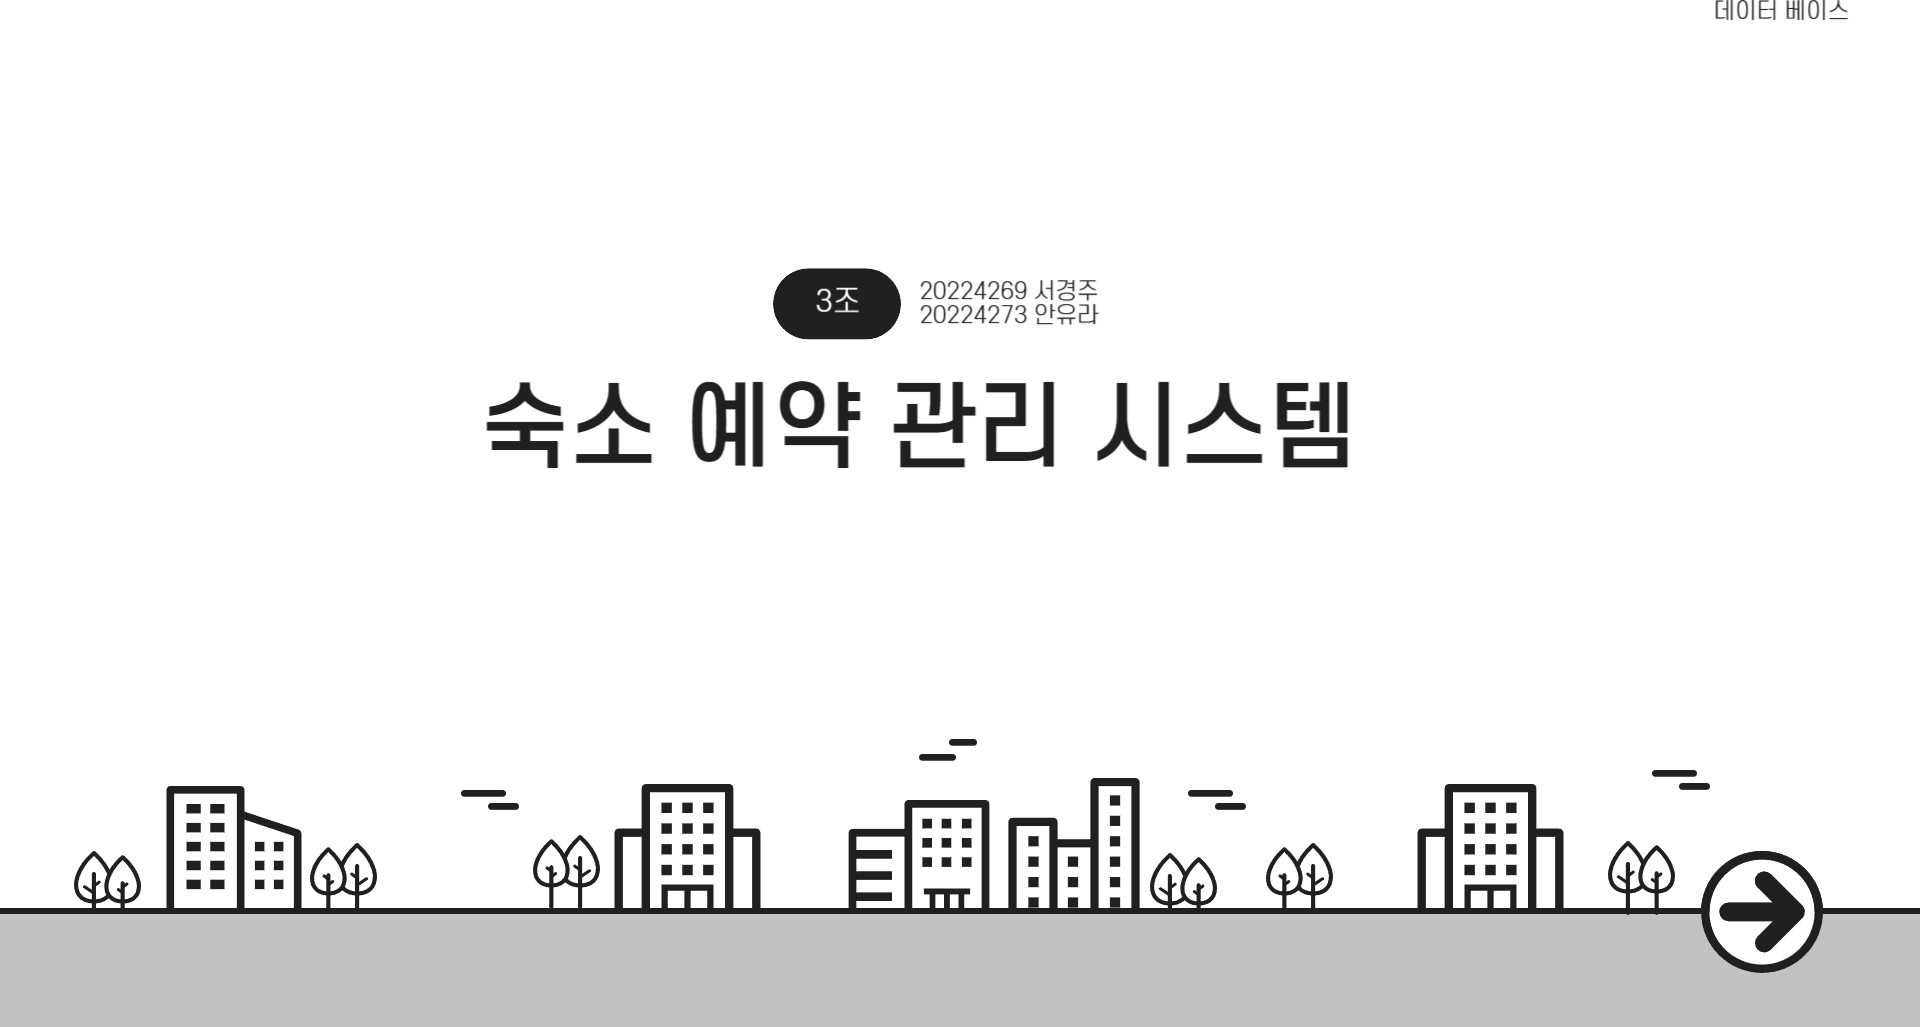 데이터 베이스
3조
20224269 서경주
20224273 안유라
숙소 예약 관리 시스템